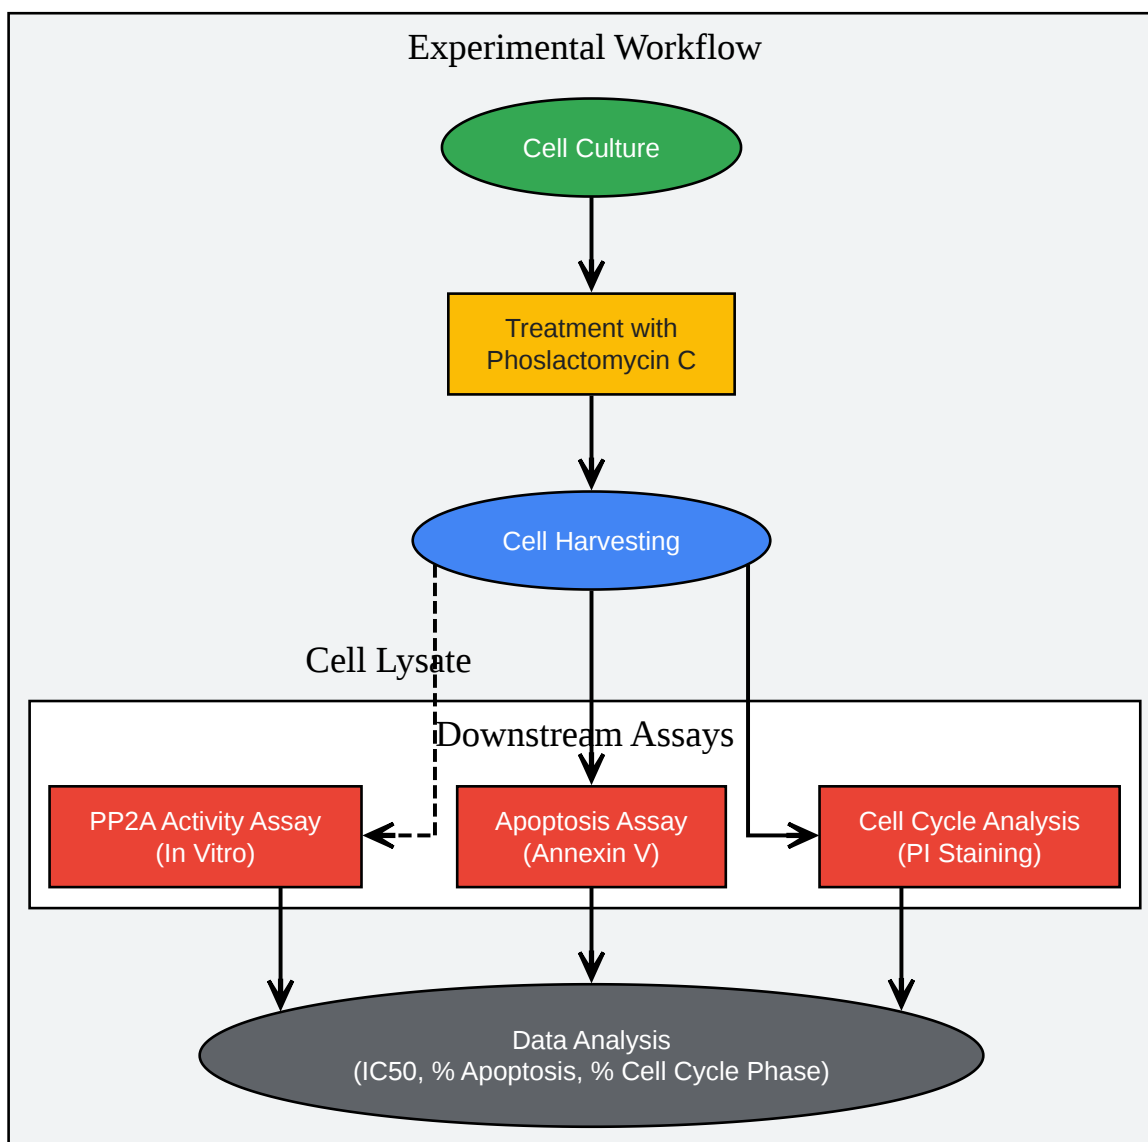 Experimental Workflow
Cell Culture
Treatment with
Phoslactomycin C
Cell Harvesting
Cell Lysate
Downstream Assays
PP2A Activity Assay
(In Vitro)
Apoptosis Assay
(Annexin V)
Cell Cycle Analysis
(PI Staining)
Data Analysis
(IC50, % Apoptosis, % Cell Cycle Phase)